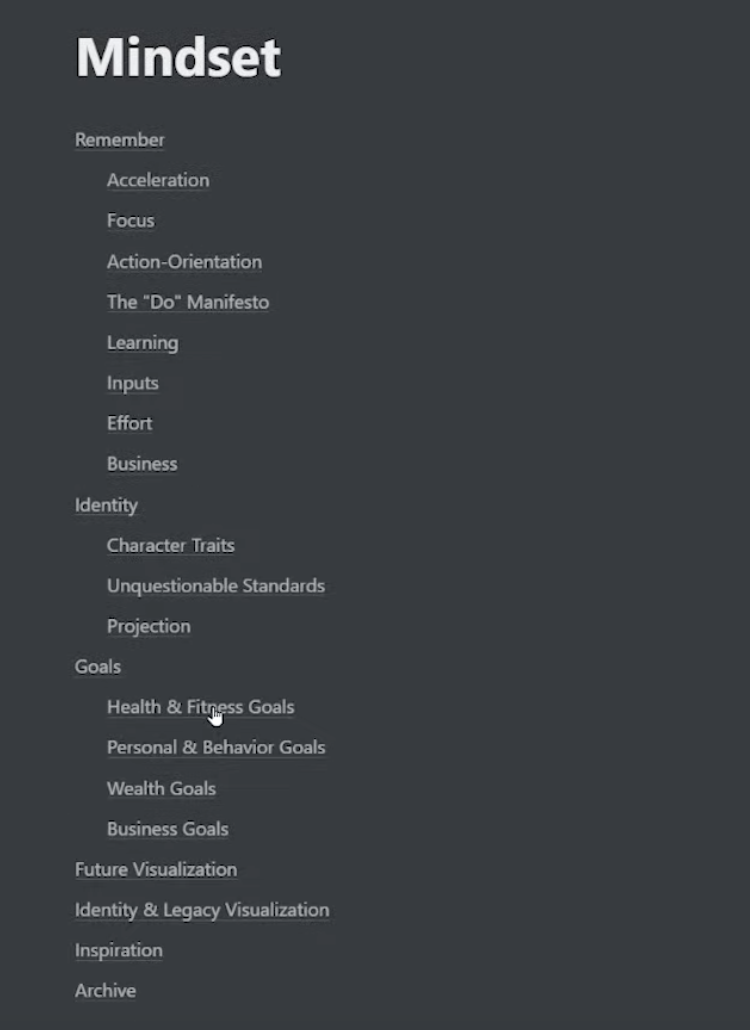 Mindset
Remember
Acceleration
Focus
Action-Orientation
The "Do" Manifesto
Learning
Inputs
Effort
Business
Identity
Character Traits
Unquestionable Standards
Projection
Goals
Health & Fitness Goals
Personal & Behavior Goals
Wealth Goals
Business Goals
Future Visualization
Identity & Legacy Visualization
Inspiration
Archive